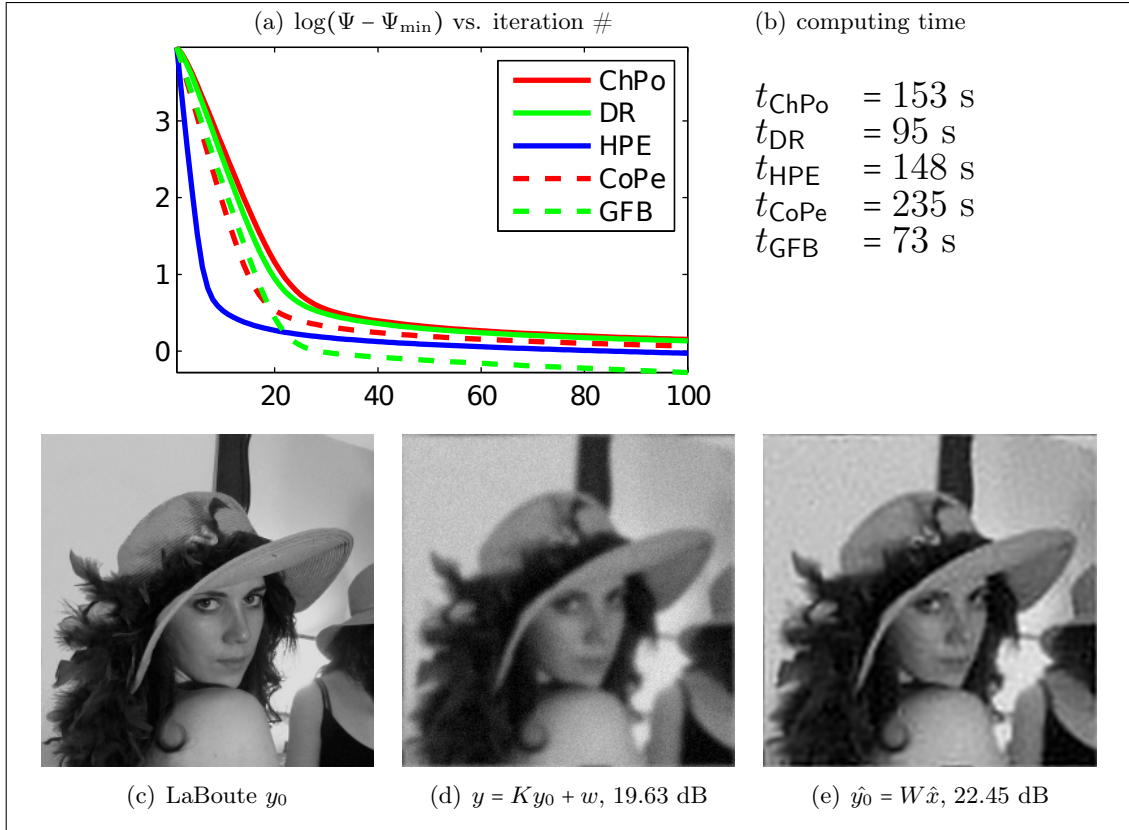 (a) log(Ψ − Ψmin) vs. iteration #
(b) computing time
3
2
1
0
20
40
60
80
100
ChPo
DR
HPE
CoPe
GFB
tChPo = 153 s
tDR = 95 s
tHPE = 148 s
tCoPe = 235 s
tGFB = 73 s
(c) LaBoute y0
(d) y = Ky0 + w, 19.63 dB
(e) ŷ0 = Wx̂, 22.45 dB